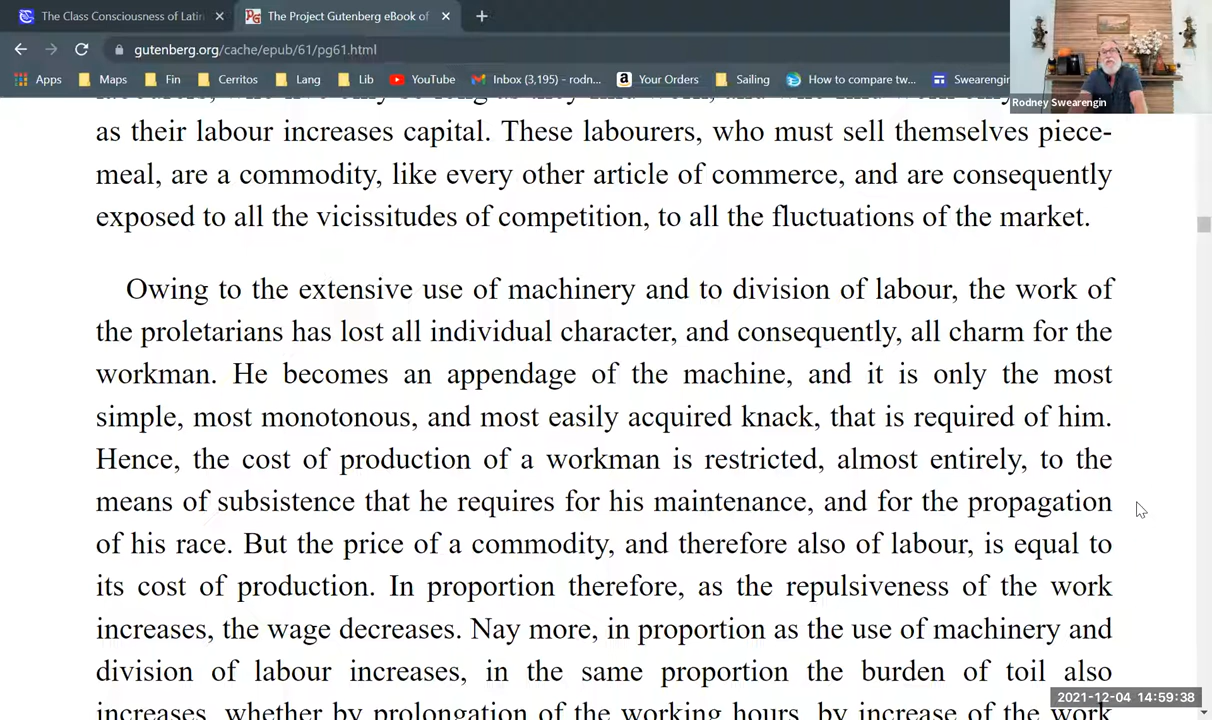 The Class Consciousness of Latin
The Project Gutenberg eBook of
gutenberg.org/cache/epub/61/pg61.html
Apps Maps Fin Cerritos Lang Lib YouTube Inbox (3,195) - rodn... Your Orders Sailing How to compare tw... Swearengin
Rodney Swearengin
as their labour increases capital. These labourers, who must sell themselves piece-
meal, are a commodity, like every other article of commerce, and are consequently
exposed to all the vicissitudes of competition, to all the fluctuations of the market.
Owing to the extensive use of machinery and to division of labour, the work of
the proletarians has lost all individual character, and consequently, all charm for the
workman. He becomes an appendage of the machine, and it is only the most
simple, most monotonous, and most easily acquired knack, that is required of him.
Hence, the cost of production of a workman is restricted, almost entirely, to the
means of subsistence that he requires for his maintenance, and for the propagation
of his race. But the price of a commodity, and therefore also of labour, is equal to
its cost of production. In proportion therefore, as the repulsiveness of the work
increases, the wage decreases. Nay more, in proportion as the use of machinery and
division of labour increases, in the same proportion the burden of toil also
increases, whether by prolongation of the working hours, by increase of the work
2021-12-04 14:59:38